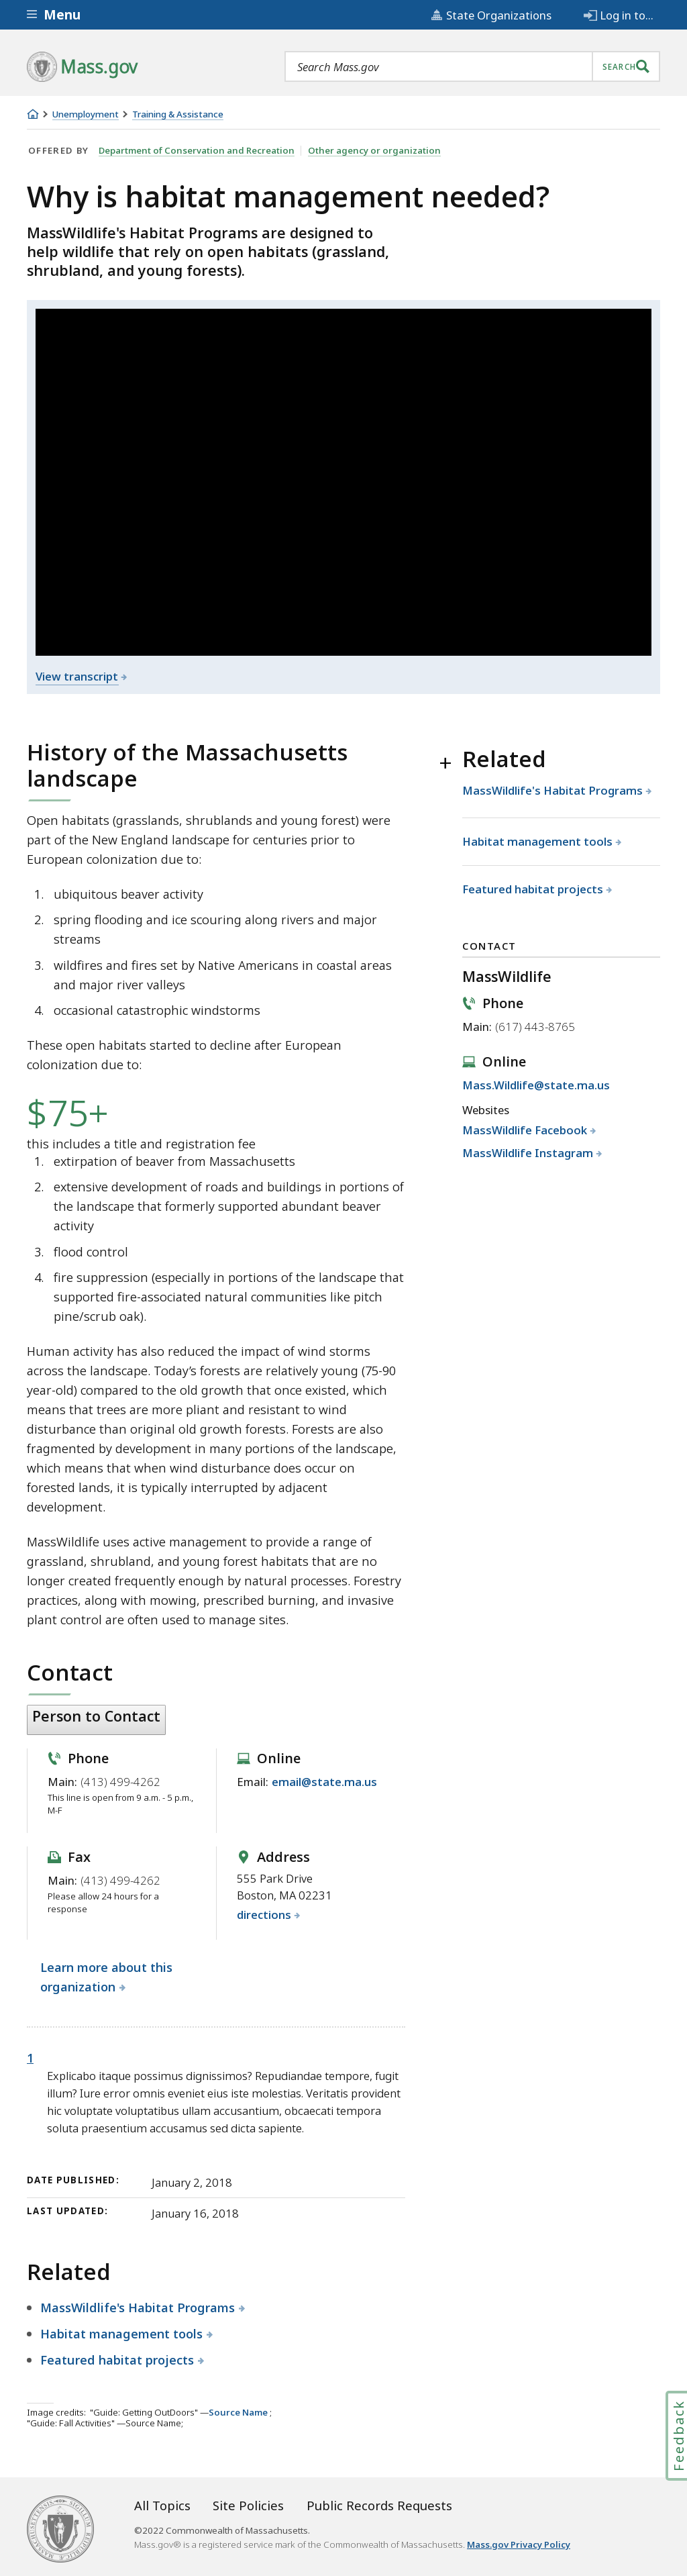 Menu
State Organizations
Log in to...
Mass.gov
Search Mass.gov
SEARCH
Unemployment
Training & Assistance
OFFERED BY Department of Conservation and Recreation Other agency or organization
Why is habitat management needed?
MassWildlife's Habitat Programs are designed to
help wildlife that rely on open habitats (grassland,
shrubland, and young forests).
View transcript
History of the Massachusetts
landscape
Open habitats (grasslands, shrublands and young forest) were
part of the New England landscape for centuries prior to
European colonization due to:
1. ubiquitous beaver activity
2. spring flooding and ice scouring along rivers and major
streams
3. wildfires and fires set by Native Americans in coastal areas
and major river valleys
4. occasional catastrophic windstorms
These open habitats started to decline after European
colonization due to:
$75+
this includes a title and registration fee
1. extirpation of beaver from Massachusetts
2. extensive development of roads and buildings in portions of
the landscape that formerly supported abundant beaver
activity
3. flood control
4. fire suppression (especially in portions of the landscape that
supported fire-associated natural communities like pitch
pine/scrub oak).
Human activity has also reduced the impact of wind storms
across the landscape. Today's forests are relatively young (75-90
year-old) compared to the old growth that once existed, which
means that trees are more pliant and resistant to wind
disturbance than original old growth forests. Forests are also
fragmented by development in many portions of the landscape,
which means that when wind disturbance does occur on
forested lands, it is typically interrupted by adjacent
development.
MassWildlife uses active management to provide a range of
grassland, shrubland, and young forest habitats that are no
longer created frequently enough by natural processes. Forestry
practices, along with mowing, prescribed burning, and invasive
plant control are often used to manage sites.
+ Related
MassWildlife's Habitat Programs
Habitat management tools
Featured habitat projects
CONTACT
MassWildlife
Phone
Main: (617) 443-8765
Online
Mass.Wildlife@state.ma.us
Websites
MassWildlife Facebook
MassWildlife Instagram
Contact
Person to Contact
Phone
Main: (413) 499-4262
This line is open from 9 a.m. - 5 p.m.,
M-F
Online
Email: email@state.ma.us
Fax
Main: (413) 499-4262
Please allow 24 hours for a
response
Address
555 Park Drive
Boston, MA 02231
directions
Learn more about this
organization
1
Explicabo itaque possimus dignissimos? Repudiandae tempore, fugit
illum? Iure error omnis eveniet eius iste molestias. Veritatis provident
hic voluptate voluptatibus ullam accusantium, obcaecati tempora
soluta praesentium accusamus sed dicta sapiente.
DATE PUBLISHED: January 2, 2018
LAST UPDATED: January 16, 2018
Related
MassWildlife's Habitat Programs
Habitat management tools
Featured habitat projects
Image credits: "Guide: Getting OutDoors" —Source Name ;
"Guide: Fall Activities" —Source Name;
Feedback
All Topics Site Policies Public Records Requests
©2022 Commonwealth of Massachusetts.
Mass.gov® is a registered service mark of the Commonwealth of Massachusetts. Mass.gov Privacy Policy